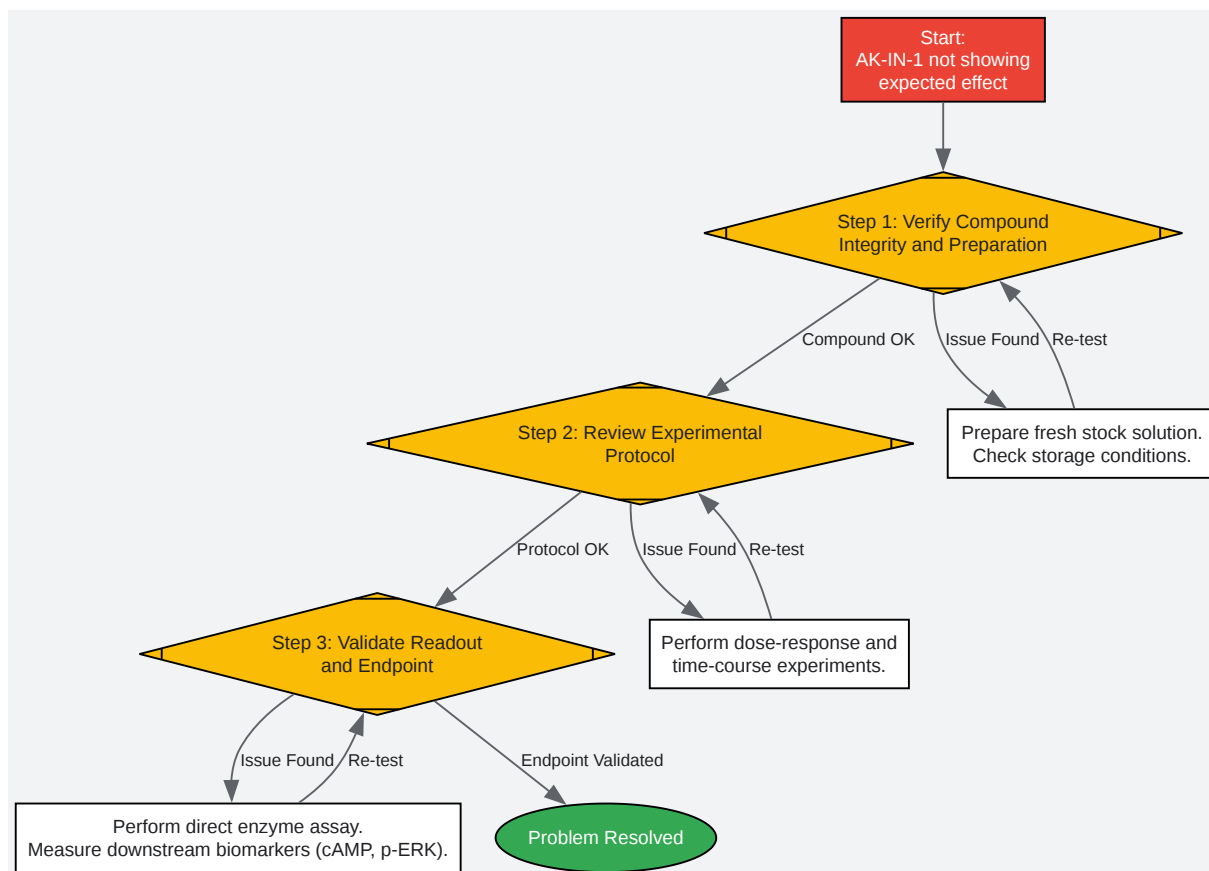 Start:
AK-IN-1 not showing
expected effect
Step 1: Verify Compound
Integrity and Preparation
Compound OK
Issue Found
Re-test
Prepare fresh stock solution.
Check storage conditions.
Step 2: Review Experimental
Protocol
Protocol OK
Issue Found
Re-test
Perform dose-response and
time-course experiments.
Step 3: Validate Readout
and Endpoint
Issue Found
Re-test
Endpoint Validated
Perform direct enzyme assay.
Measure downstream biomarkers (cAMP, p-ERK).
Problem Resolved